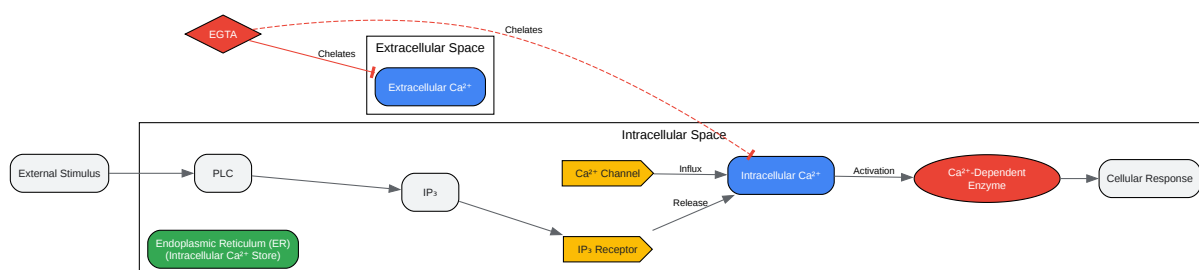 EGTA
Chelates
Chelates
Extracellular Space
Extracellular Ca²⁺
Intracellular Space
External Stimulus
PLC
IP₃
Ca²⁺ Channel
Influx
Intracellular Ca²⁺
Activation
Ca²⁺-Dependent
Enzyme
Cellular Response
Release
IP₃ Receptor
Endoplasmic Reticulum (ER)
(Intracellular Ca²⁺ Store)